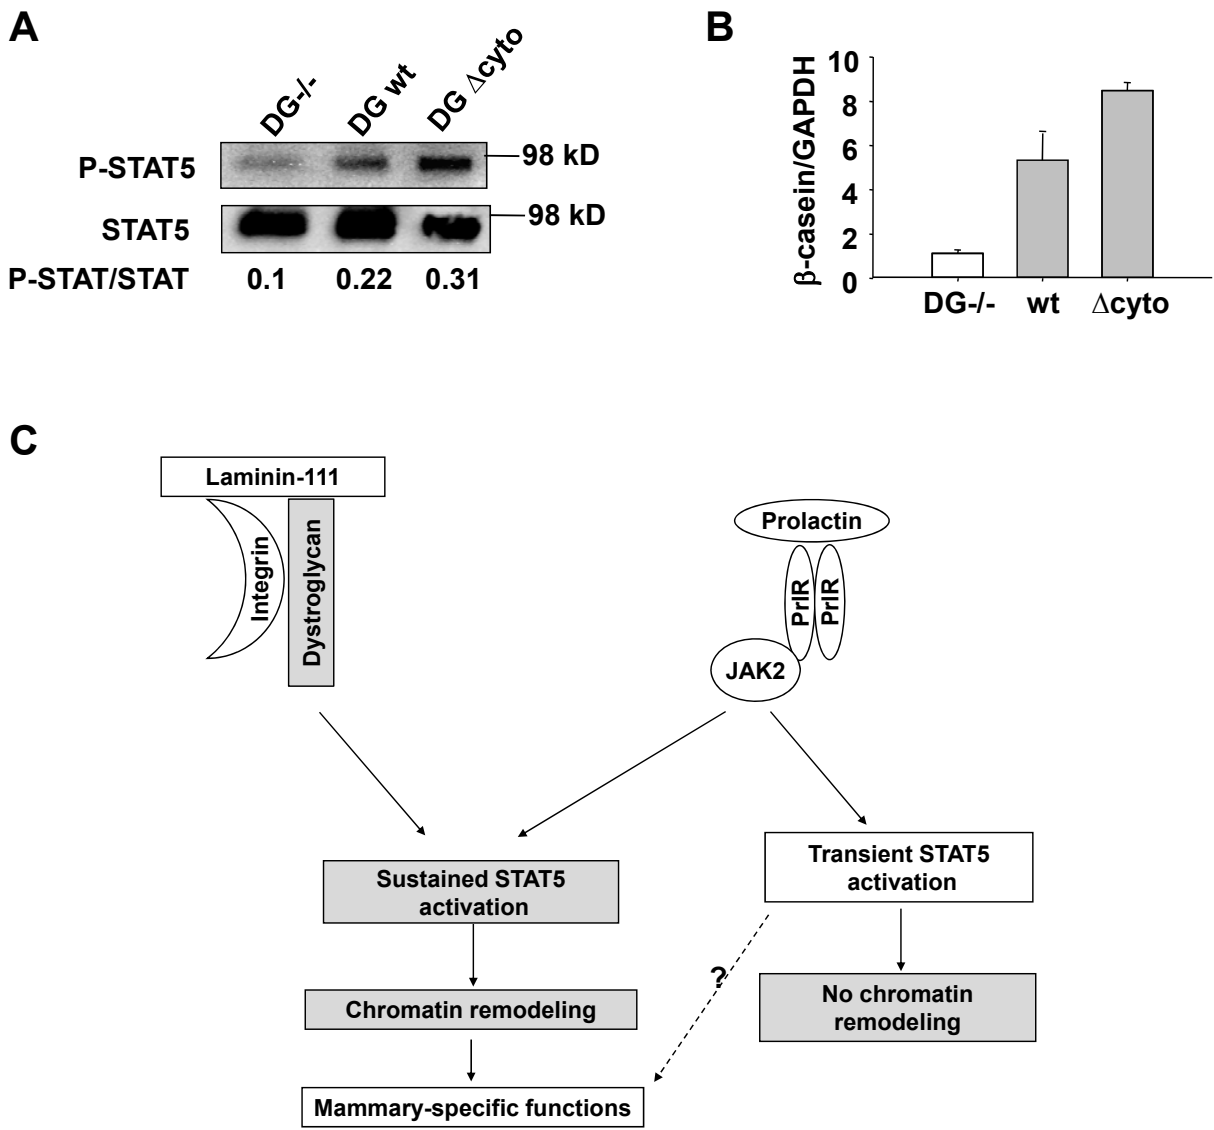 A
DG-/-
DG wt
DG Δcyto
P-STAT5
98 kD
STAT5
98 kD
P-STAT/STAT 0.1 0.22 0.31
B
β-casein/GAPDH
10
8
6
4
2
0
DG-/- wt Δcyto
C
Laminin-111
Integrin
Dystroglycan
Prolactin
PrlR
PrlR
JAK2
Sustained STAT5
activation
Transient STAT5
activation
?
Chromatin remodeling
No chromatin
remodeling
Mammary-specific functions